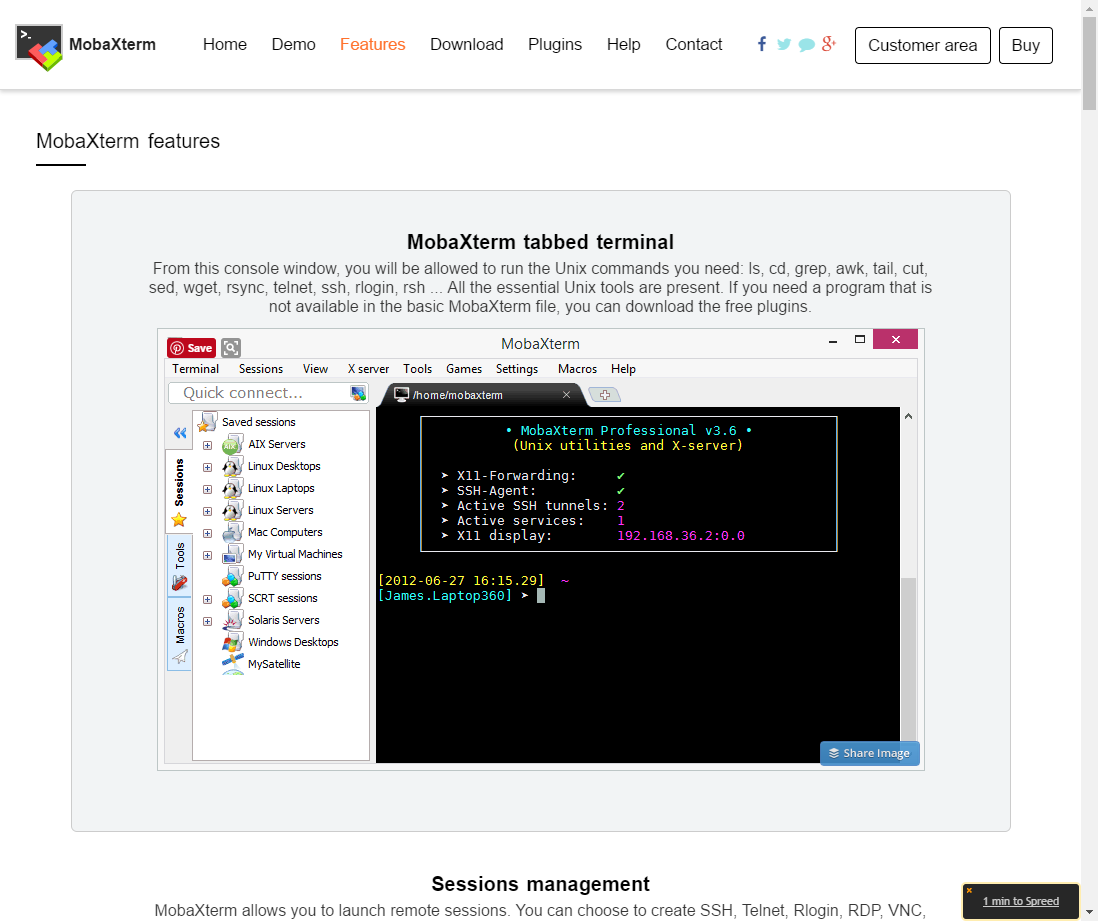 >_
MobaXterm
Home
Demo
Features
Download
Plugins
Help
Contact
Customer area
Buy
MobaXterm features
MobaXterm tabbed terminal
From this console window, you will be allowed to run the Unix commands you need: ls, cd, grep, awk, tail, cut,
sed, wget, rsync, telnet, ssh, rlogin, rsh ... All the essential Unix tools are present. If you need a program that is
not available in the basic MobaXterm file, you can download the free plugins.
Save
MobaXterm
Terminal
Sessions
View
X server
Tools
Games
Settings
Macros
Help
Quick connect...
/home/mobaxterm
Sessions
Tools
Macros
Saved sessions
AIX Servers
Linux Desktops
Linux Laptops
Linux Servers
Mac Computers
My Virtual Machines
PuTTY sessions
SCRT sessions
Solaris Servers
Windows Desktops
MySatellite
• MobaXterm Professional v3.6 •
(Unix utilities and X-server)
➤ X11-Forwarding: ✔
➤ SSH-Agent: ✔
➤ Active SSH tunnels: 2
➤ Active services: 1
➤ X11 display: 192.168.36.2:0.0
[2012-06-27 16:15.29] ~
[James.Laptop360] ➤
Share Image
Sessions management
MobaXterm allows you to launch remote sessions. You can choose to create SSH, Telnet, Rlogin, RDP, VNC,
1 min to Spreed